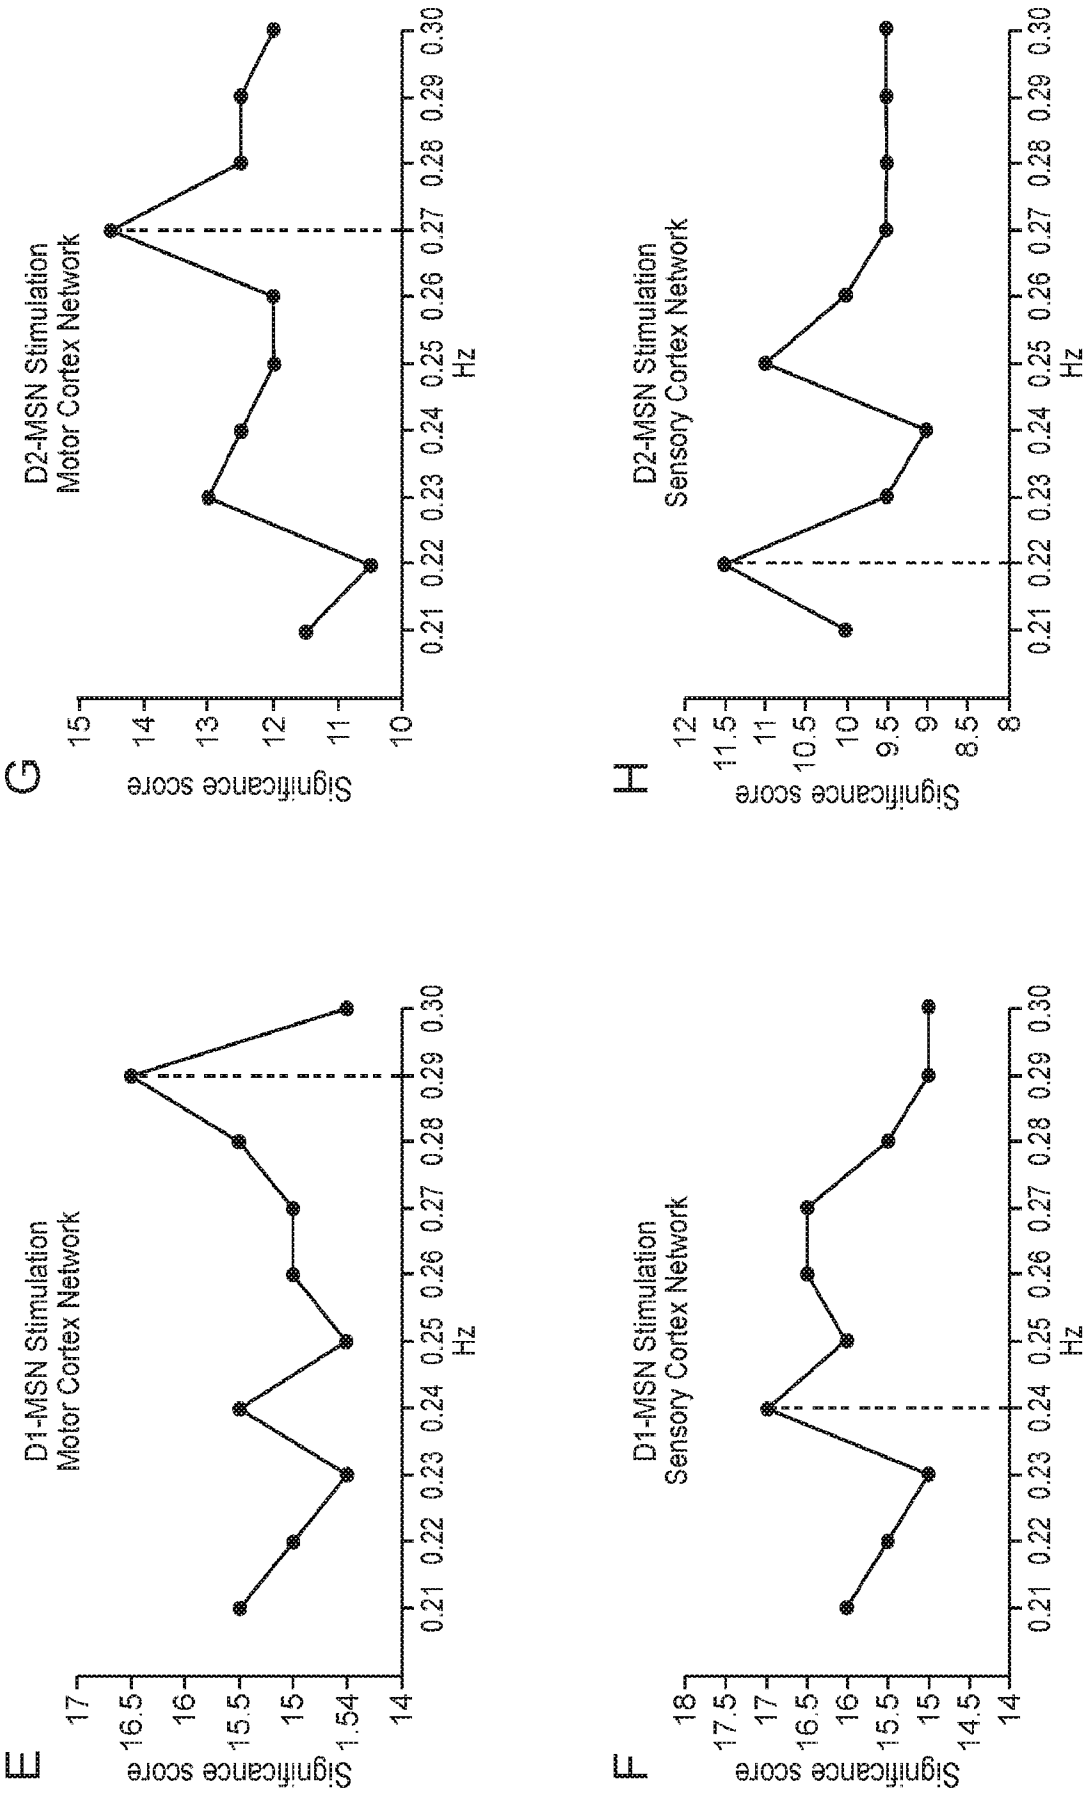 E
D1-MSN Stimulation
Motor Cortex Network
Significance score
17
16.5
16
15.5
15
1.54
14
0.21 0.22 0.23 0.24 0.25 0.26 0.27 0.28 0.29 0.30
Hz
G
D2-MSN Stimulation
Motor Cortex Network
Significance score
15
14
13
12
11
10
0.21 0.22 0.23 0.24 0.25 0.26 0.27 0.28 0.29 0.30
Hz
F
D1-MSN Stimulation
Sensory Cortex Network
Significance score
18
17.5
17
16.5
16
15.5
15
14.5
14
0.21 0.22 0.23 0.24 0.25 0.26 0.27 0.28 0.29 0.30
Hz
H
D2-MSN Stimulation
Sensory Cortex Network
Significance score
12
11.5
11
10.5
10
9.5
9
8.5
8
0.21 0.22 0.23 0.24 0.25 0.26 0.27 0.28 0.29 0.30
Hz